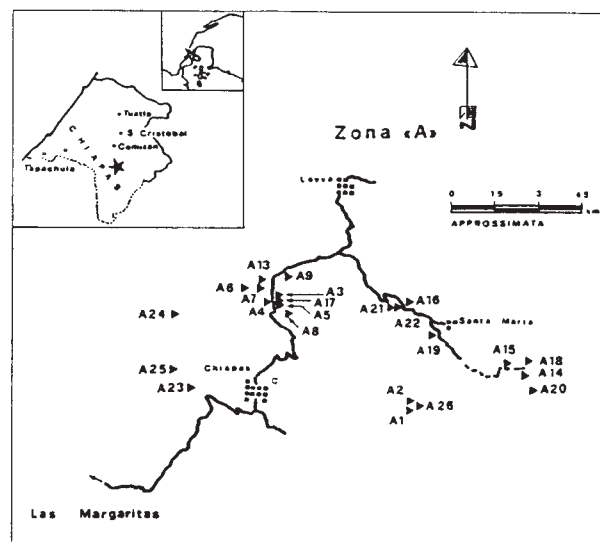 Zona «A»
Tuxtla
S. Cristobal
Comitan
CHIAPAS
Tapachula
N
0 1.5 3 4.5
km
APPROSSIMATA
A13
A9
A6
A3
A7
A17
A4
A5
A8
A24
A21
A16
A22
Santa Maria
A19
A15
A18
A14
A20
A25
A23
Chiapas
C
A2
A26
A1
Las Margaritas